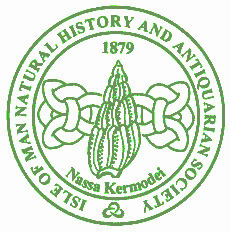 ISLE OF MAN NATURAL HISTORY AND ANTIQUARIAN SOCIETY
1879
Nassa Kermodei